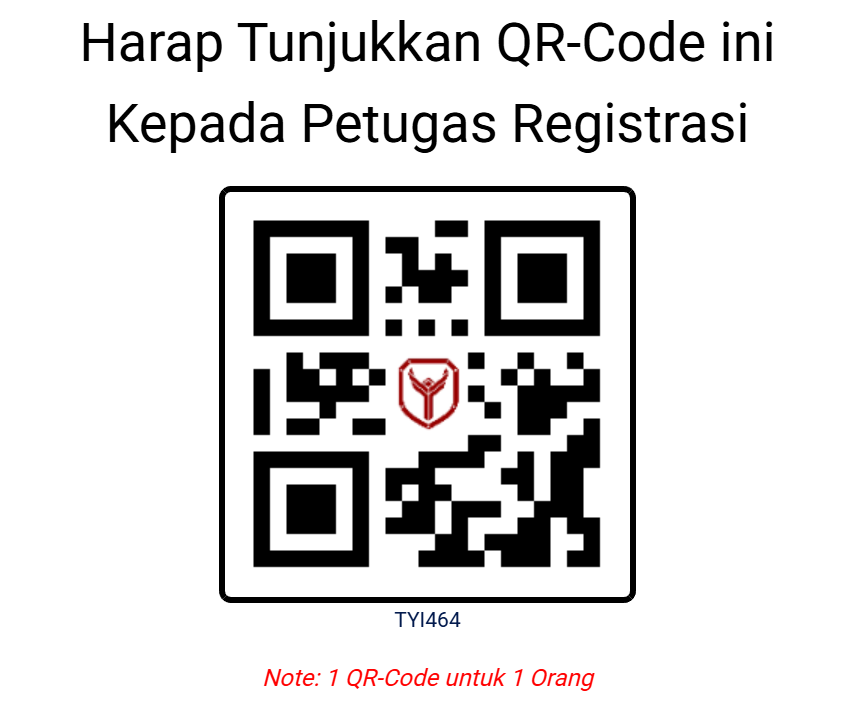 Harap Tunjukkan QR-Code ini
Kepada Petugas Registrasi
TYI464
Note: 1 QR-Code untuk 1 Orang